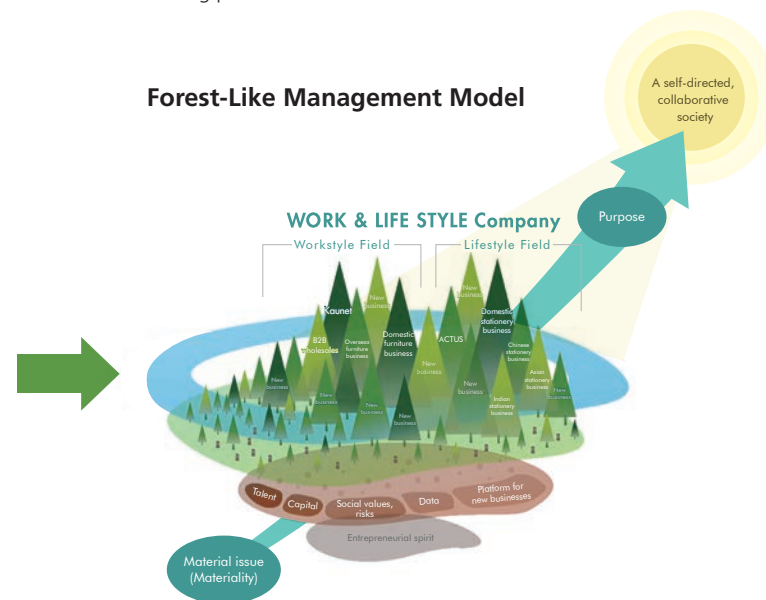 Forest-Like Management Model
A self-directed,
collaborative
society
Purpose
WORK & LIFE STYLE Company
Workstyle Field
Lifestyle Field
Kaunet
New
business
B2B
wholesales
Overseas
furniture
business
Domestic
furniture
business
New
business
New
business
New
business
New
business
New
business
ACTUS
New
business
Domestic
stationery
business
Chinese
stationery
business
Asian
stationery
business
New
business
Indian
stationery
business
New
business
Talent
Capital
Social values,
risks
Data
Platform for
new businesses
Entrepreneurial spirit
Material issue
(Materiality)